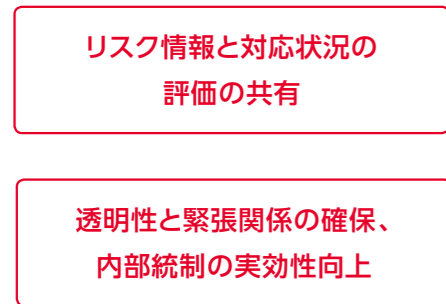 リスク情報と対応状況の
評価の共有
透明性と緊張関係の確保、
内部統制の実効性向上